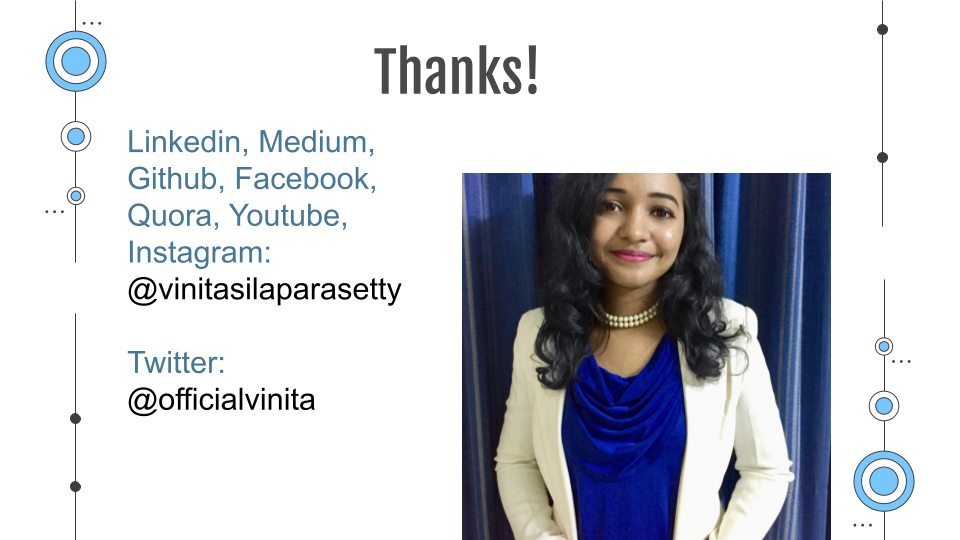 Thanks!
Linkedin, Medium,
Github, Facebook,
Quora, Youtube,
Instagram:
@vinitasilaparasetty
Twitter:
@officialvinita